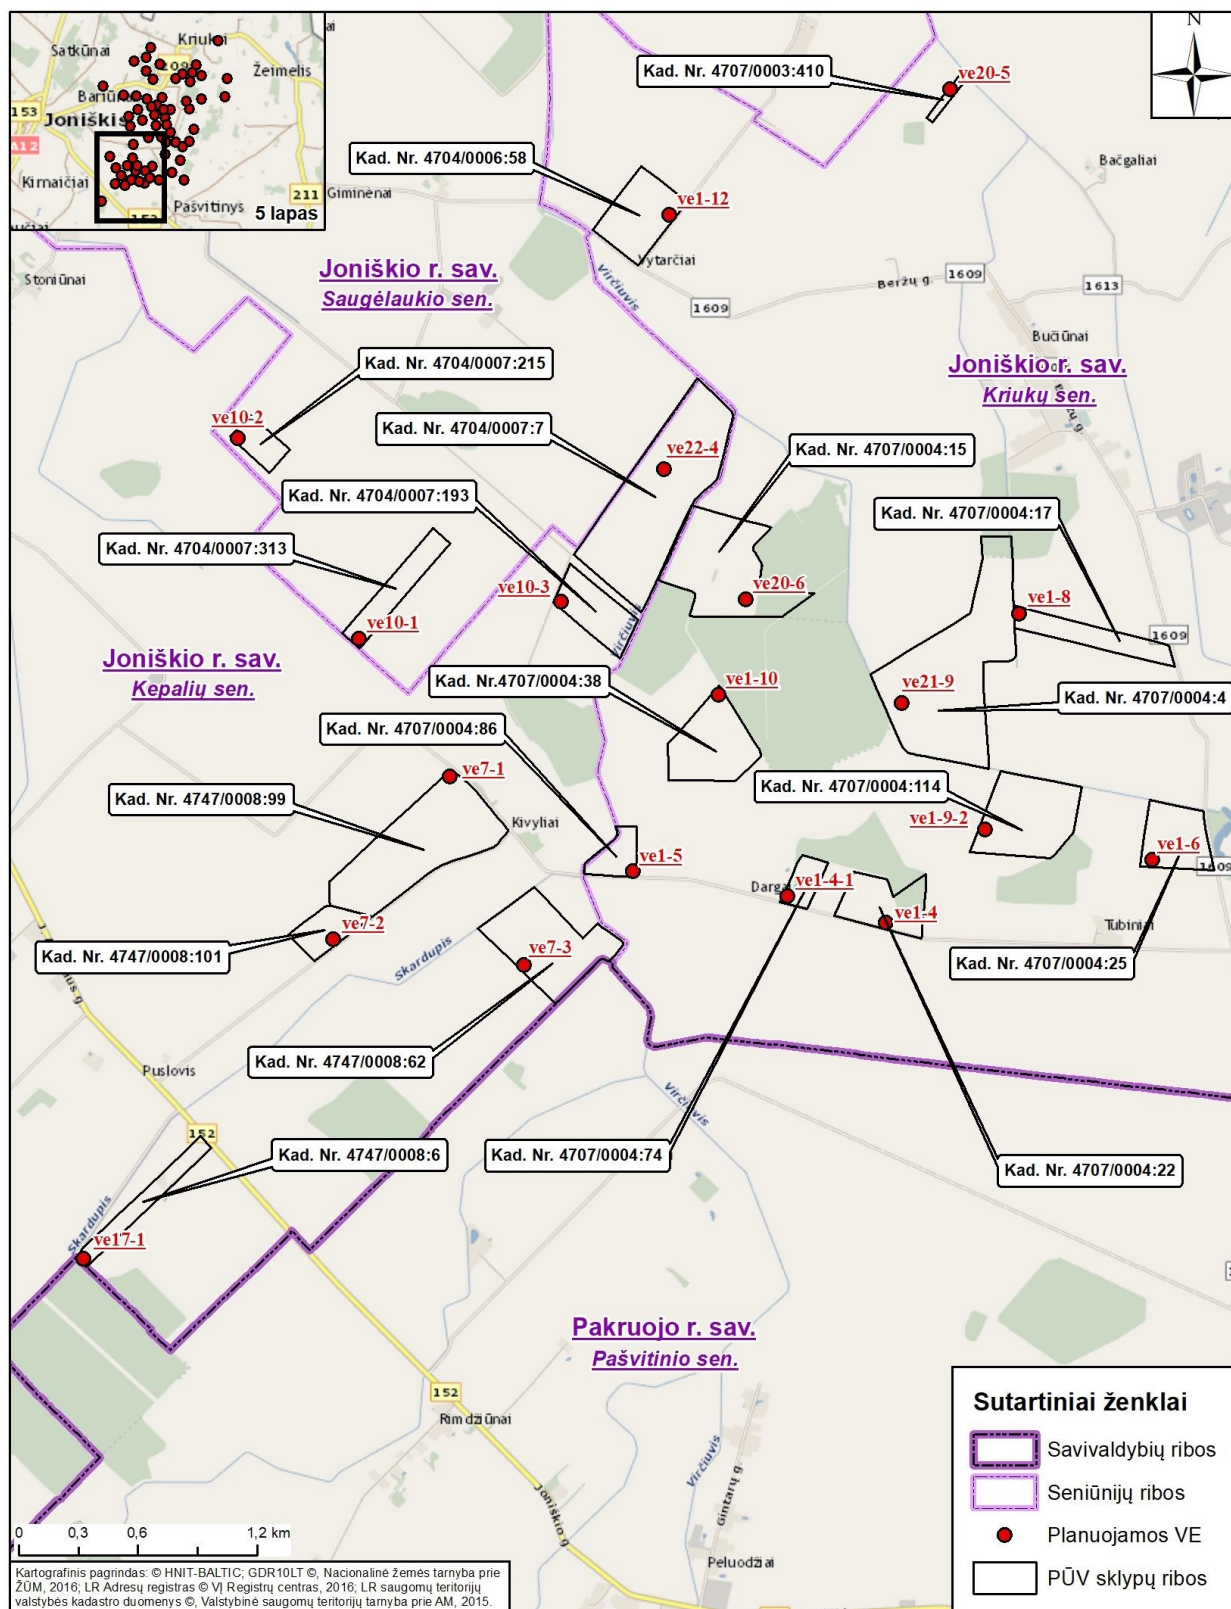 Satkūnai
Kriukai
209
Žeimelis
153
Joniškis
A12
Kirnaičiai
Pašvitinys
211
152
5 lapas
N
Kad. Nr. 4707/0003:410
ve20-5
Bačgaliai
Kad. Nr. 4704/0006:58
Giminėnai
ve1-12
Vytarčiai
Virčiuvis
1609
Beržų g.
1609
1613
Stoniūnai
Joniškio r. sav.
Saugėlaukio sen.
Bučiūnai
Joniškio r. sav.
Kriukų sen.
Kad. Nr. 4704/0007:215
ve10-2
Kad. Nr. 4704/0007:7
ve22-4
Kad. Nr. 4707/0004:15
Kad. Nr. 4704/0007:193
Kad. Nr. 4707/0004:17
Kad. Nr. 4704/0007:313
ve10-3
ve20-6
ve1-8
ve10-1
Virčiuvis
1609
Joniškio r. sav.
Kepalių sen.
Kad. Nr.4707/0004:38
ve1-10
ve21-9
Kad. Nr. 4707/0004:4
Kad. Nr. 4707/0004:86
ve7-1
Kad. Nr. 4747/0008:99
Kivyliai
Kad. Nr. 4707/0004:114
ve1-9-2
ve1-5
ve1-6
1609
ve1-4-1
ve1-4
Tubiniai
ve7-2
Kad. Nr. 4747/0008:101
Skardupis
ve7-3
Kad. Nr. 4707/0004:25
Kad. Nr. 4747/0008:62
Puslovis
Virčiuvis
152
Kad. Nr. 4747/0008:6
Kad. Nr. 4707/0004:74
Kad. Nr. 4707/0004:22
Skardupis
ve17-1
Pakruojo r. sav.
Pašvitinio sen.
152
Rimdžiūnai
Virčiuvis
Gintarų g.
Joniškio g
Peluodžiai
Sutartiniai ženklai
Savivaldybių ribos
Seniūnijų ribos
Planuojamos VE
PŪV sklypų ribos
0 0,3 0,6 1,2 km
Kartografinis pagrindas: © HNIT-BALTIC; GDR10LT ©, Nacionalinė žemės tarnyba prie
ŽŪM, 2016; LR Adresų registras © VĮ Registrų centras, 2016; LR saugomų teritorijų
valstybės kadastro duomenys ©, Valstybinė saugomų teritorijų tarnyba prie AM, 2015.